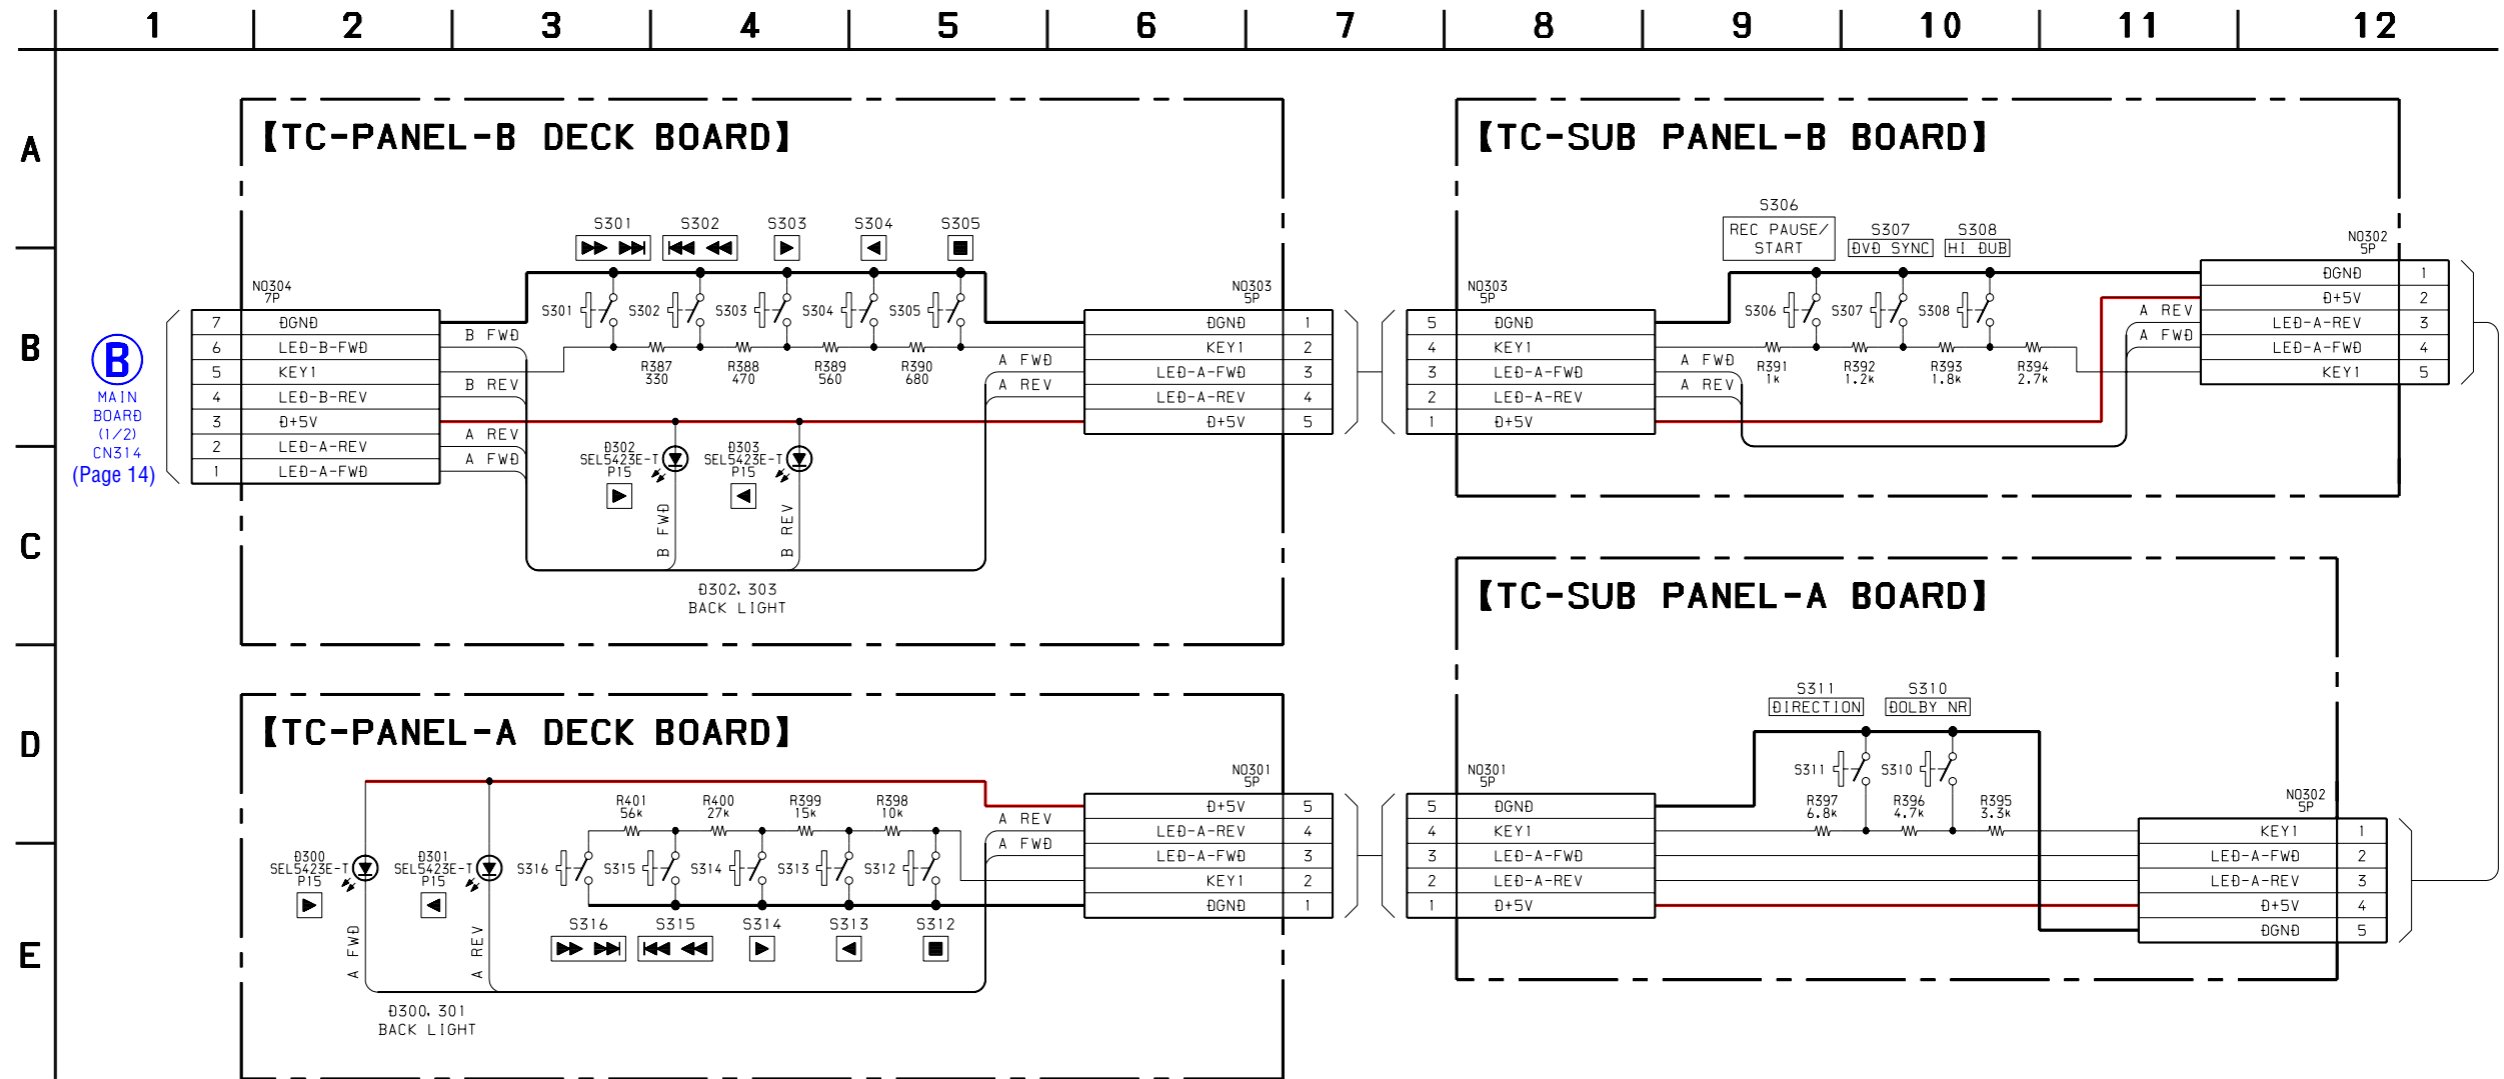 1 2 3 4 5 6 7 8 9 10 11 12
A
B
C
D
E
【TC-PANEL-B DECK BOARD】
S301 S302 S303 S304 S305
▶▶ ▶▶| |◀◀ ◀◀ ▶ ◀ ■
N0304
7P
7 DGND
6 LED-B-FWD
5 KEY1
4 LED-B-REV
3 D+5V
2 LED-A-REV
1 LED-A-FWD
B
MAIN
BOARD
(1/2)
CN314
(Page 14)
B FWD
B REV
A REV
A FWD
S301 S302 S303 S304 S305
R387
330
R388
470
R389
560
R390
680
D302
SEL5423E-T
P15
▶
D303
SEL5423E-T
P15
◀
B FWD
B REV
D302, 303
BACK LIGHT
A FWD
A REV
N0303
5P
DGND 1
KEY1 2
LED-A-FWD 3
LED-A-REV 4
D+5V 5
【TC-SUB PANEL-B BOARD】
S306
REC PAUSE/
START
S307
DVD SYNC
S308
HI DUB
N0303
5P
5 DGND
4 KEY1
3 LED-A-FWD
2 LED-A-REV
1 D+5V
A FWD
A REV
S306 S307 S308
R391
1k
R392
1.2k
R393
1.8k
R394
2.7k
A REV
A FWD
N0302
5P
DGND 1
D+5V 2
LED-A-REV 3
LED-A-FWD 4
KEY1 5
【TC-PANEL-A DECK BOARD】
D300
SEL5423E-T
P15
▶
D301
SEL5423E-T
P15
◀
A FWD
A REV
D300, 301
BACK LIGHT
R401
56k
R400
27k
R399
15k
R398
10k
S316 S315 S314 S313 S312
S316 S315 S314 S313 S312
▶▶ ▶▶| |◀◀ ◀◀ ▶ ◀ ■
A REV
A FWD
N0301
5P
D+5V 5
LED-A-REV 4
LED-A-FWD 3
KEY1 2
DGND 1
【TC-SUB PANEL-A BOARD】
S311
DIRECTION
S310
DOLBY NR
N0301
5P
5 DGND
4 KEY1
3 LED-A-FWD
2 LED-A-REV
1 D+5V
S311 S310
R397
6.8k
R396
4.7k
R395
3.3k
N0302
5P
KEY1 1
LED-A-FWD 2
LED-A-REV 3
D+5V 4
DGND 5